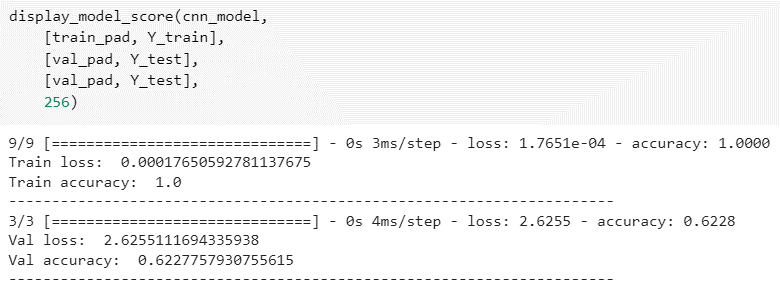 display_model_score(cnn_model,
[train_pad, Y_train],
[val_pad, Y_test],
[val_pad, Y_test],
256)
9/9 [==============================] - 0s 3ms/step - loss: 1.7651e-04 - accuracy: 1.0000
Train loss:  0.00017650592781137675
Train accuracy:  1.0
----------------------------------------------------------------------
3/3 [==============================] - 0s 4ms/step - loss: 2.6255 - accuracy: 0.6228
Val loss:  2.6255111694335938
Val accuracy:  0.6227757930755615
----------------------------------------------------------------------